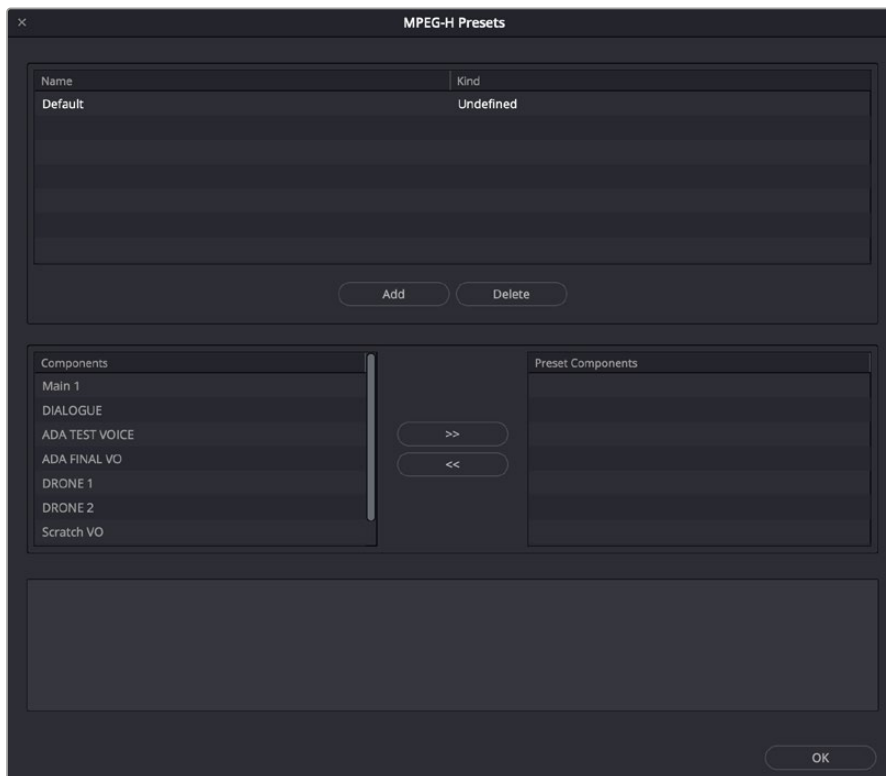 × MPEG-H Presets
Name Kind
Default Undefined
Add Delete
Components Preset Components
Main 1
DIALOGUE
ADA TEST VOICE
>>
ADA FINAL VO
<<
DRONE 1
DRONE 2
Scratch VO
OK